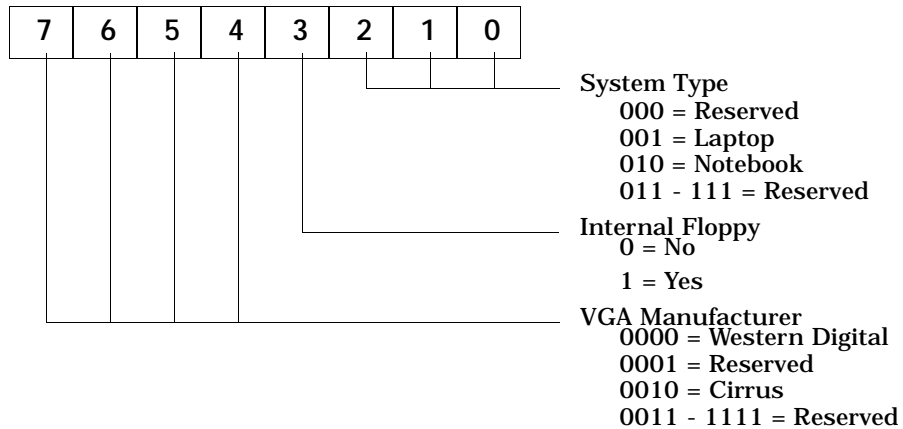 7 6 5 4 3 2 1 0
System Type
000 = Reserved
001 = Laptop
010 = Notebook
011 - 111 = Reserved
Internal Floppy
0 = No
1 = Yes
VGA Manufacturer
0000 = Western Digital
0001 = Reserved
0010 = Cirrus
0011 - 1111 = Reserved